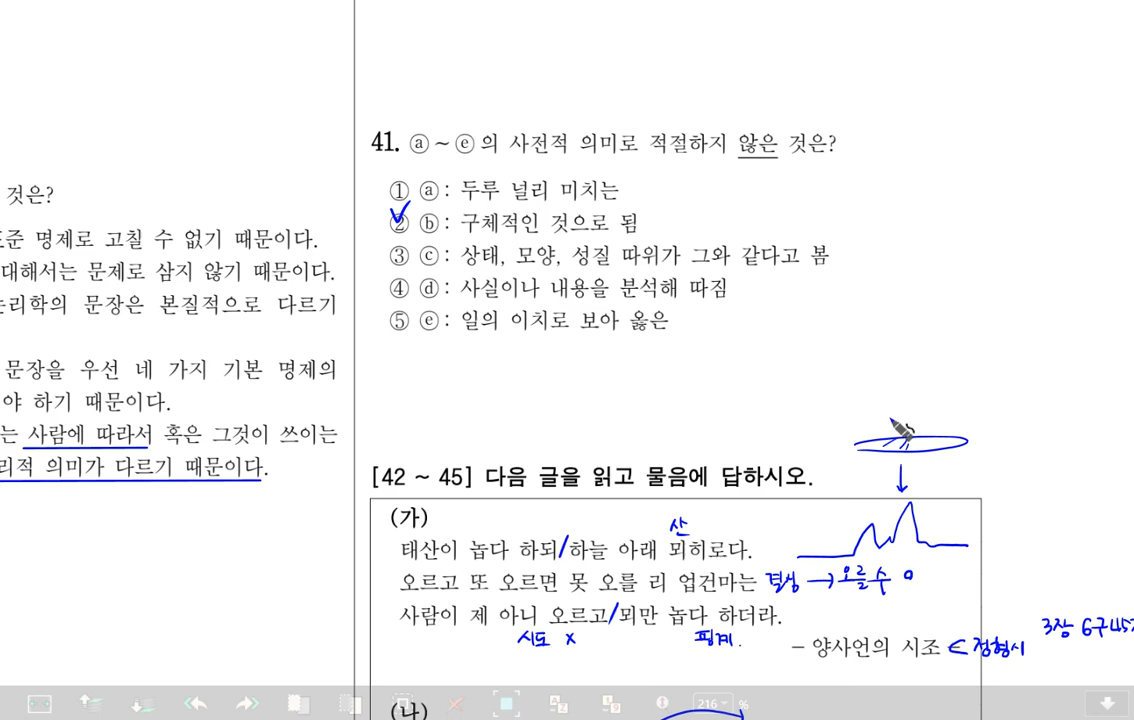 것은?
준 명제로 고칠 수 없기 때문이다.
대해서는 문제로 삼지 않기 때문이다.
논리학의 문장은 본질적으로 다르기
문장을 우선 네 가지 기본 명제의
야 하기 때문이다.
는 사람에 따라서 혹은 그것이 쓰이는
리적 의미가 다르기 때문이다.
41. ⓐ~ⓔ의 사전적 의미로 적절하지 않은 것은?
① ⓐ: 두루 널리 미치는
② ⓑ: 구체적인 것으로 됨
③ ⓒ: 상태, 모양, 성질 따위가 그와 같다고 봄
④ ⓓ: 사실이나 내용을 분석해 따짐
⑤ ⓔ: 일의 이치로 보아 옳은
[42 ~ 45] 다음 글을 읽고 물음에 답하시오.
(가)
산
태산이 높다 하되/하늘 아래 뫼히로다.
오르고 또 오르면 못 오를 리 업건마는 정상 → 오를 수 O
사람이 제 아니 오르고/뫼만 높다 하더라.
시도 x 핑계.
- 양사언의 시조 ∈ 정형시 3장 6구 45
(나)
216 %